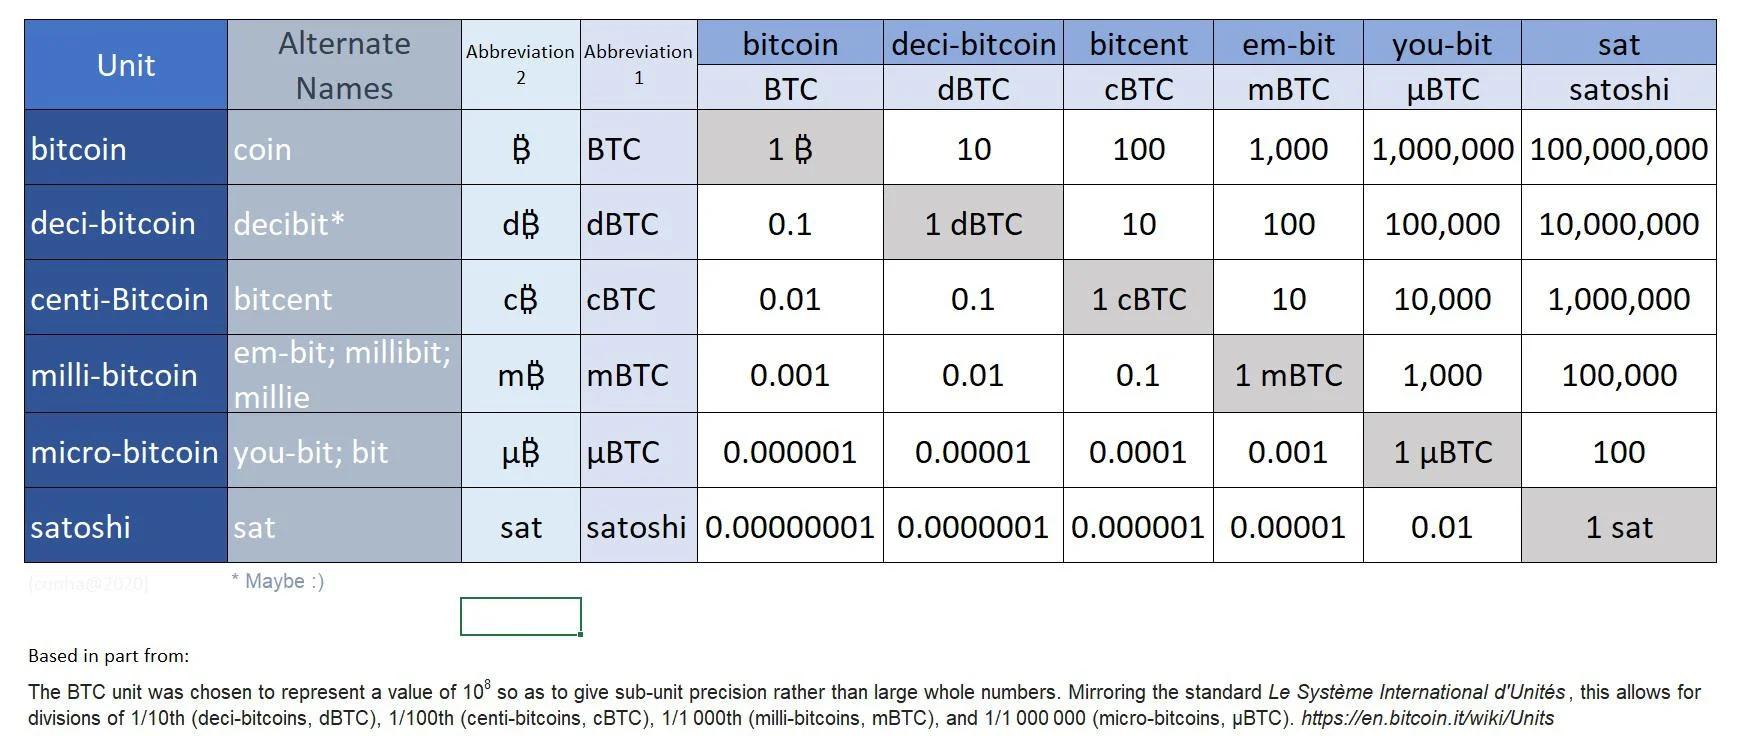 Unit Alternate Names Abbreviation 2 Abbreviation 1 bitcoin deci-bitcoin bitcent em-bit you-bit sat
BTC dBTC cBTC mBTC µBTC satoshi
bitcoin coin ₿ BTC 1 ₿ 10 100 1,000 1,000,000 100,000,000
deci-bitcoin decibit* d₿ dBTC 0.1 1 dBTC 10 100 100,000 10,000,000
centi-Bitcoin bitcent c₿ cBTC 0.01 0.1 1 cBTC 10 10,000 1,000,000
milli-bitcoin em-bit; millibit; millie m₿ mBTC 0.001 0.01 0.1 1 mBTC 1,000 100,000
micro-bitcoin you-bit; bit µ₿ µBTC 0.000001 0.00001 0.0001 0.001 1 µBTC 100
satoshi sat sat satoshi 0.00000001 0.0000001 0.000001 0.00001 0.01 1 sat
(cunha@2020) * Maybe :)
Based in part from:
The BTC unit was chosen to represent a value of 10⁸ so as to give sub-unit precision rather than large whole numbers. Mirroring the standard Le Système International d'Unités, this allows for
divisions of 1/10th (deci-bitcoins, dBTC), 1/100th (centi-bitcoins, cBTC), 1/1 000th (milli-bitcoins, mBTC), and 1/1 000 000 (micro-bitcoins, µBTC). https://en.bitcoin.it/wiki/Units